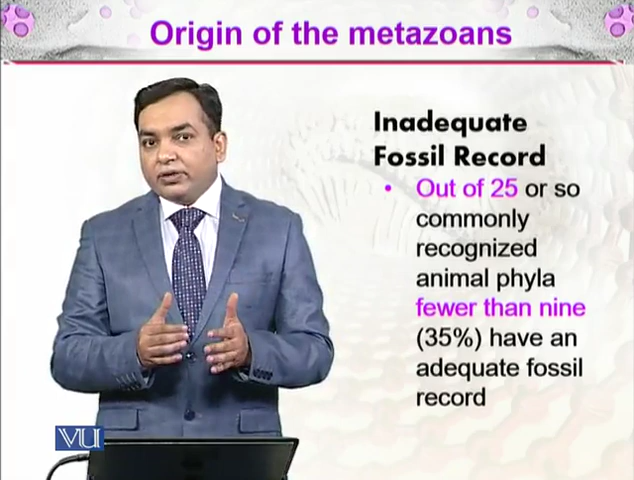 Origin of the metazoans
Inadequate
Fossil Record
• Out of 25 or so
commonly
recognized
animal phyla
fewer than nine
(35%) have an
adequate fossil
record
VU